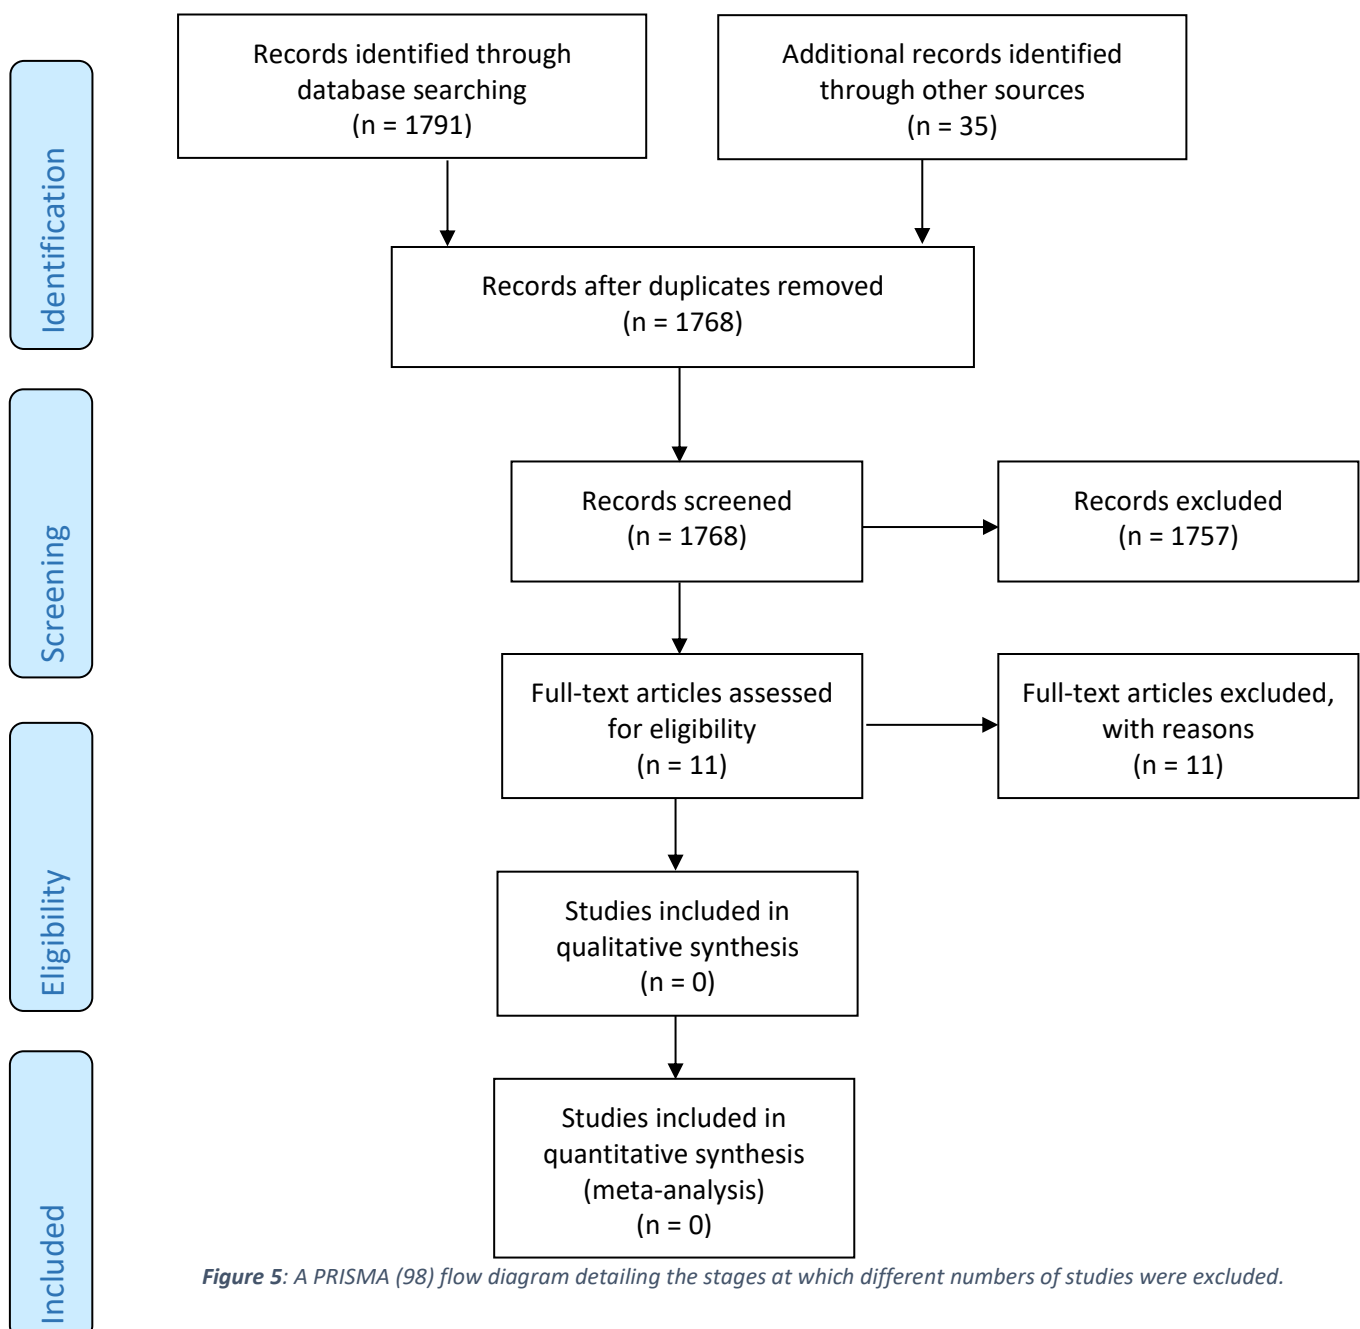 Records identified through
database searching
(n = 1791)
Additional records identified
through other sources
(n = 35)
Identification
Records after duplicates removed
(n = 1768)
Screening
Records screened
(n = 1768)
Records excluded
(n = 1757)
Full-text articles assessed
for eligibility
(n = 11)
Full-text articles excluded,
with reasons
(n = 11)
Eligibility
Studies included in
qualitative synthesis
(n = 0)
Included
Studies included in
quantitative synthesis
(meta-analysis)
(n = 0)
Figure 5: A PRISMA (98) flow diagram detailing the stages at which different numbers of studies were excluded.